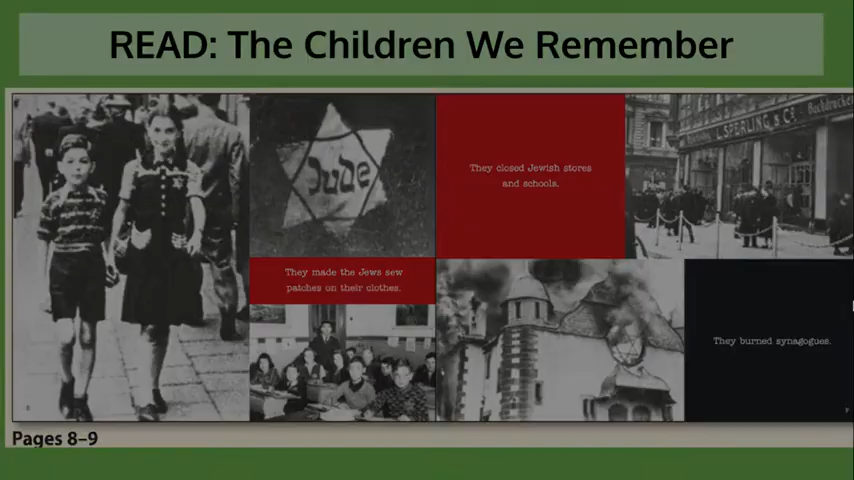 READ: The Children We Remember
Jude
They made the Jews sew
patches on their clothes.
They closed Jewish stores
and schools.
L. SPERLING & Co.
They burned synagogues.
Pages 8–9